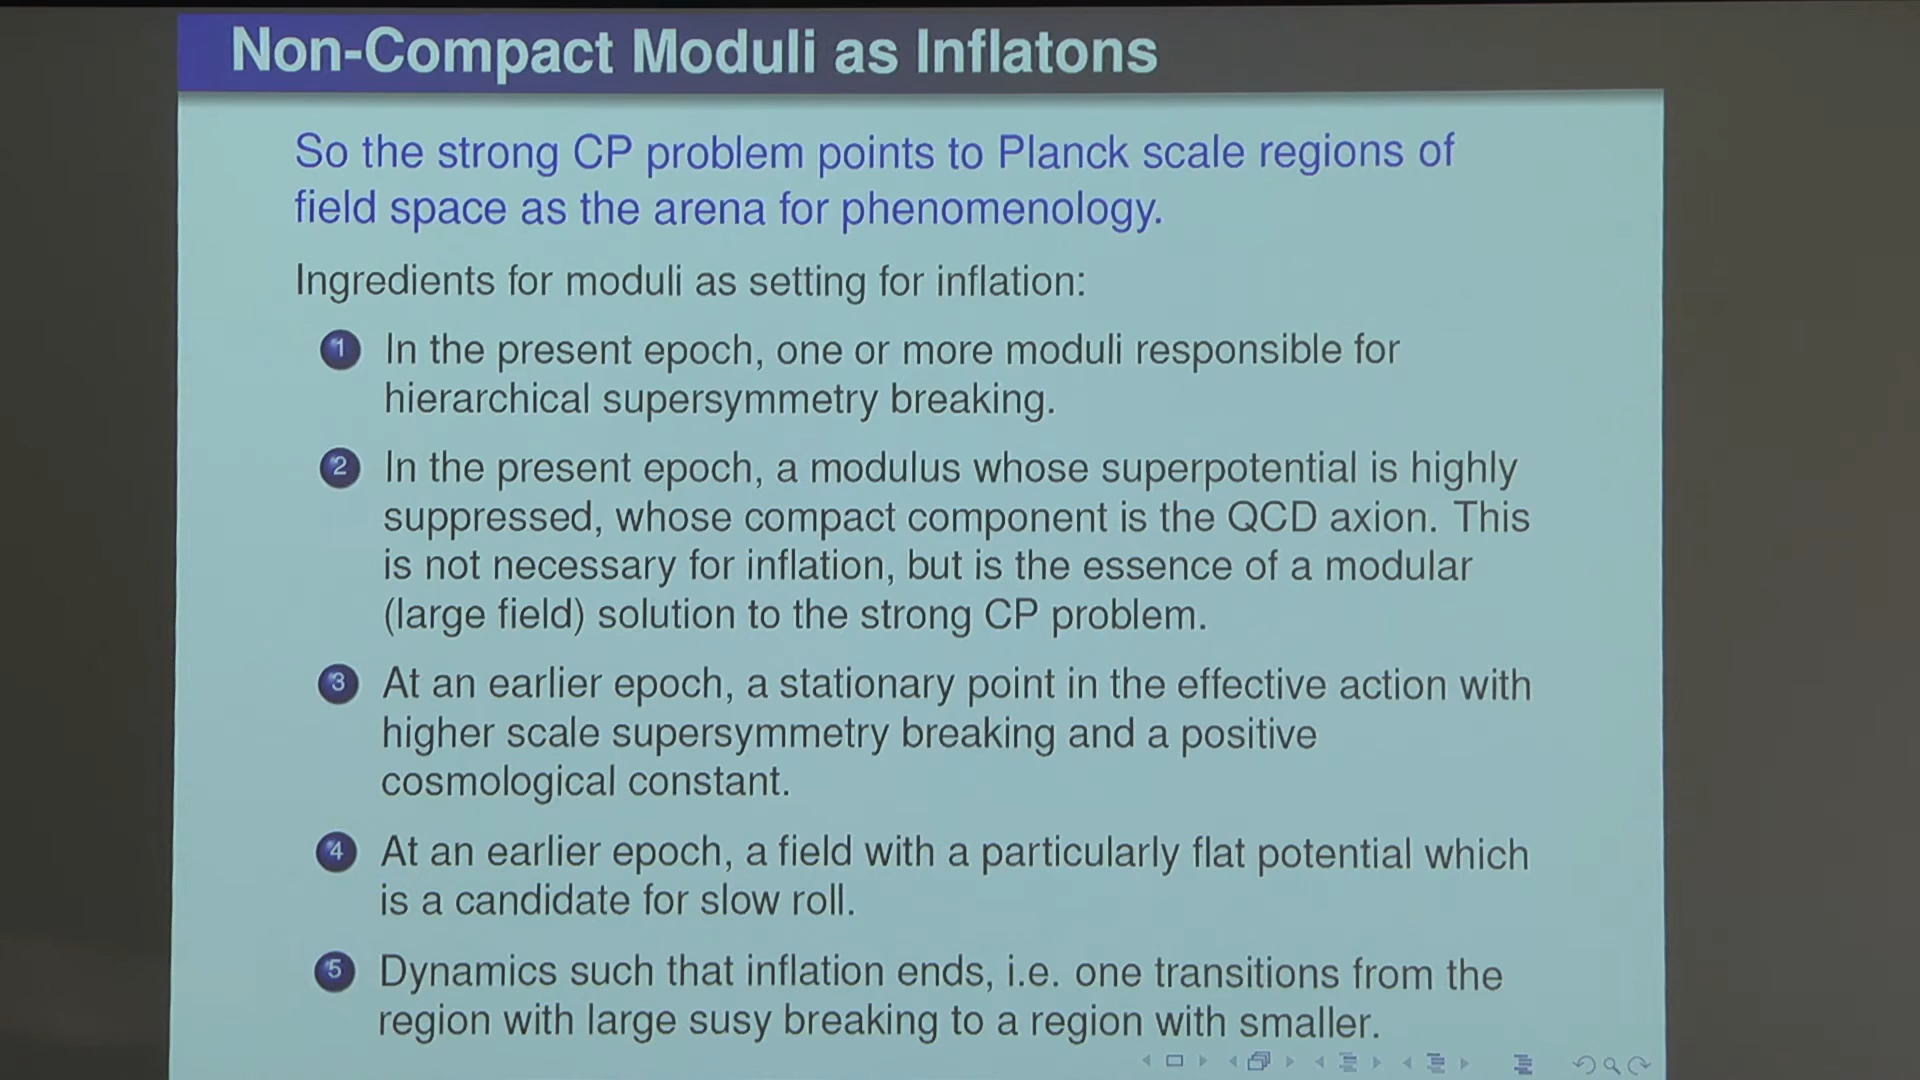 Non-Compact Moduli as Inflatons
So the strong CP problem points to Planck scale regions of
field space as the arena for phenomenology.
Ingredients for moduli as setting for inflation:
1 In the present epoch, one or more moduli responsible for
hierarchical supersymmetry breaking.
2 In the present epoch, a modulus whose superpotential is highly
suppressed, whose compact component is the QCD axion. This
is not necessary for inflation, but is the essence of a modular
(large field) solution to the strong CP problem.
3 At an earlier epoch, a stationary point in the effective action with
higher scale supersymmetry breaking and a positive
cosmological constant.
4 At an earlier epoch, a field with a particularly flat potential which
is a candidate for slow roll.
5 Dynamics such that inflation ends, i.e. one transitions from the
region with large susy breaking to a region with smaller.